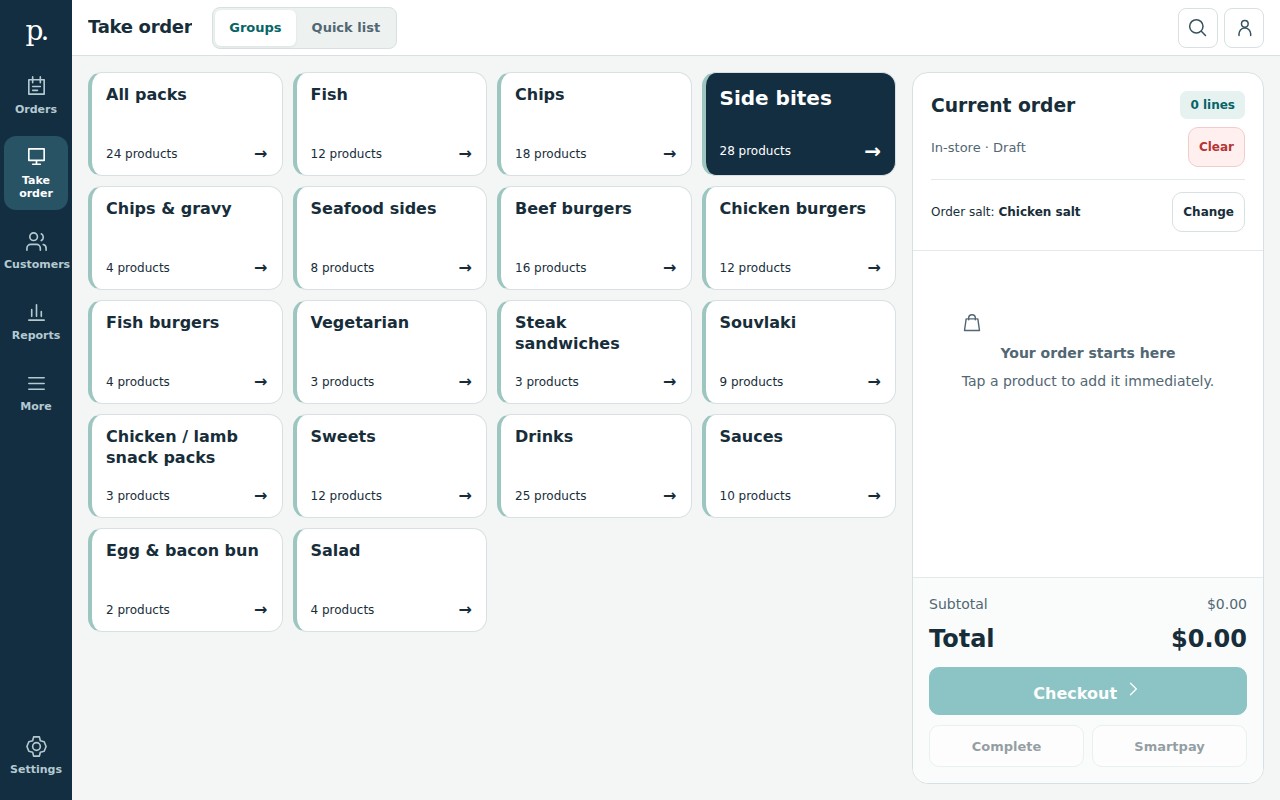 p.
Orders
Take
order
Customers
Reports
More
Settings
Take order
Groups
Quick list
All packs
24 products →
Fish
12 products →
Chips
18 products →
Side bites
28 products →
Chips & gravy
4 products →
Seafood sides
8 products →
Beef burgers
16 products →
Chicken burgers
12 products →
Fish burgers
4 products →
Vegetarian
3 products →
Steak
sandwiches
3 products →
Souvlaki
9 products →
Chicken / lamb
snack packs
3 products →
Sweets
12 products →
Drinks
25 products →
Sauces
10 products →
Egg & bacon bun
2 products →
Salad
4 products →
Current order
0 lines
In-store · Draft
Clear
Order salt: Chicken salt
Change
Your order starts here
Tap a product to add it immediately.
Subtotal $0.00
Total $0.00
Checkout
Complete
Smartpay